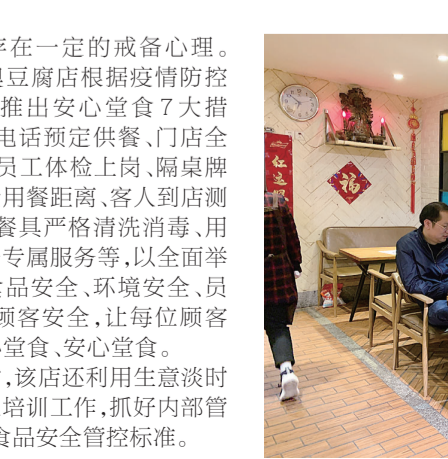 存在一定的戒备心理。
臭豆腐店根据疫情防控
推出安心堂食7大措
电话预定供餐、门店全
员工体检上岗、隔桌牌
用餐距离、客人到店测
餐具严格清洗消毒、用
专属服务等,以全面举
食品安全、环境安全、员
顾客安全,让每位顾客
心堂食、安心堂食。
,该店还利用生意淡时
培训工作,抓好内部管
食品安全管控标准。
红运
福